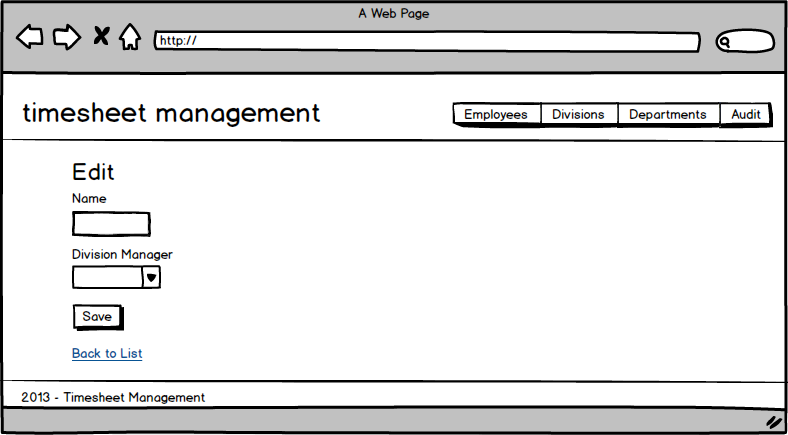 A Web Page
http://
timesheet management
Employees Divisions Departments Audit
Edit
Name
Division Manager
Save
Back to List
2013 - Timesheet Management